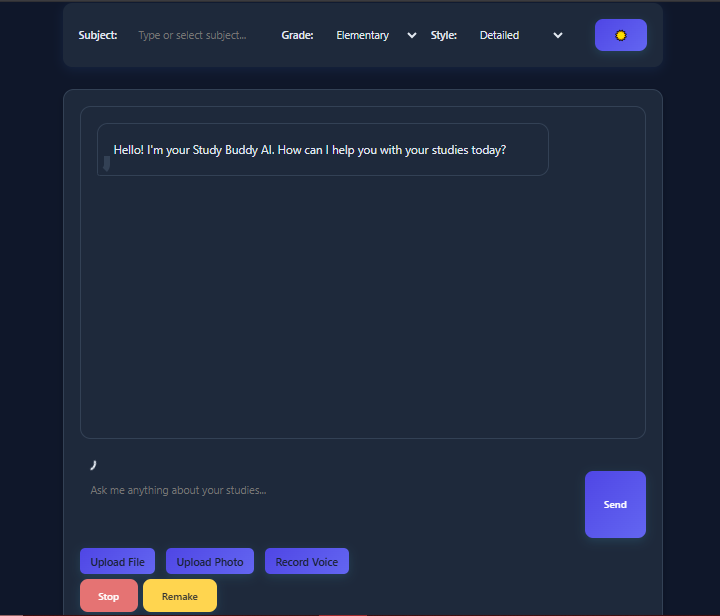 Subject: Type or select subject... Grade: Elementary Style: Detailed
Hello! I'm your Study Buddy AI. How can I help you with your studies today?
Ask me anything about your studies...
Send
Upload File Upload Photo Record Voice
Stop Remake